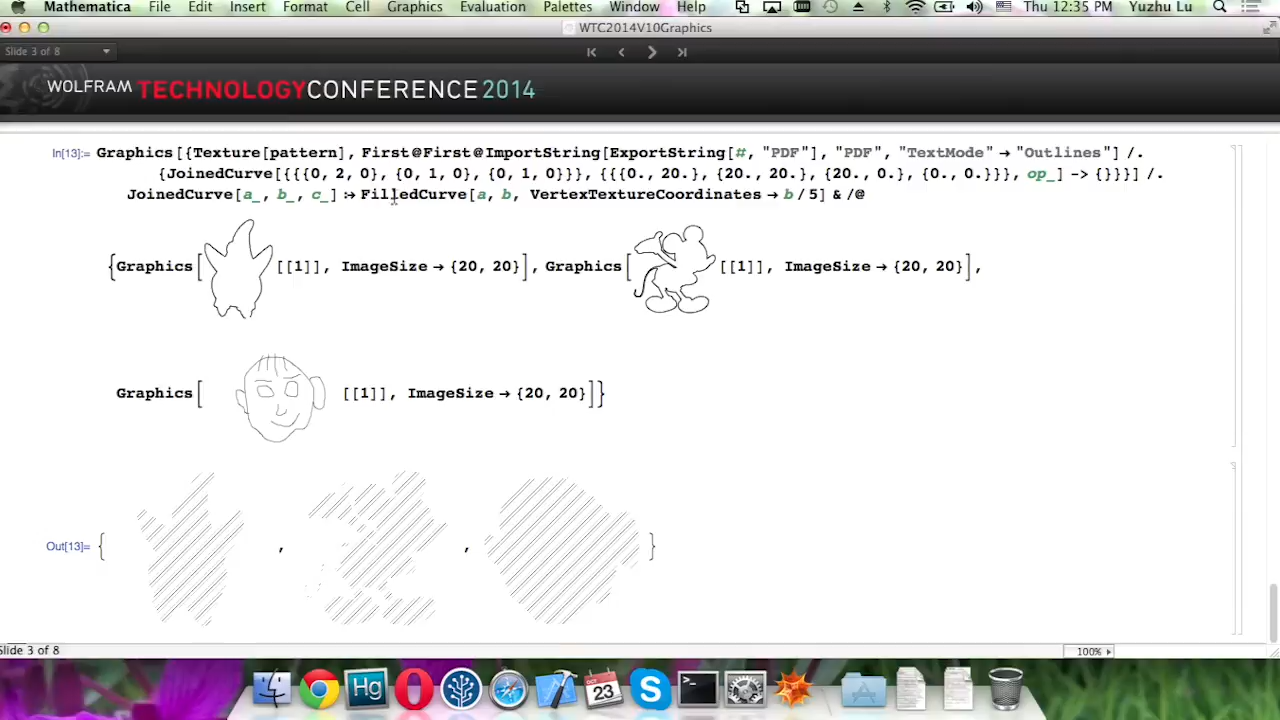 Mathematica File Edit Insert Format Cell Graphics Evaluation Palettes Window Help Thu 12:35 PM Yuzhu Lu
WTC2014V10Graphics
Slide 3 of 8
WOLFRAM TECHNOLOGYCONFERENCE 2014
In[13]:= Graphics[{Texture[pattern], First@First@ImportString[ExportString[#, "PDF"], "PDF", "TextMode" → "Outlines"] /.
{JoinedCurve[{{{0, 2, 0}, {0, 1, 0}, {0, 1, 0}}}, {{{0., 20.}, {20., 20.}, {20., 0.}, {0., 0.}}}, op_] -> {}}}] /.
JoinedCurve[a_, b_, c_] :> FilledCurve[a, b, VertexTextureCoordinates → b / 5] & /@
{Graphics[ [[1]], ImageSize → {20, 20}], Graphics[ [[1]], ImageSize → {20, 20}],
Graphics[ [[1]], ImageSize → {20, 20}]}
Out[13]= { , , }
Slide 3 of 8 100%
Hg OCT 23 S >_